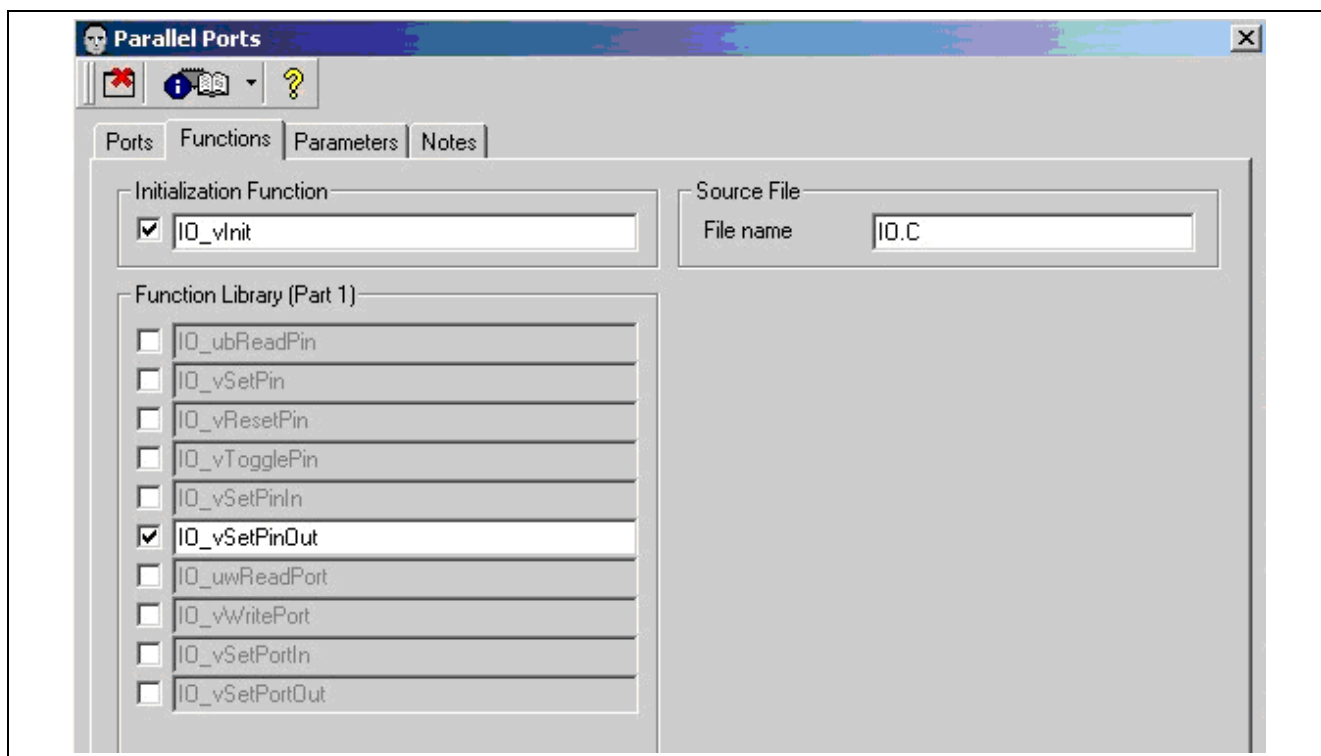 Parallel Ports
Ports Functions Parameters Notes
Initialization Function
IO_vInit
Source File
File name IO.C
Function Library (Part 1)
IO_ubReadPin
IO_vSetPin
IO_vResetPin
IO_vTogglePin
IO_vSetPinIn
IO_vSetPinOut
IO_uwReadPort
IO_vWritePort
IO_vSetPortIn
IO_vSetPortOut